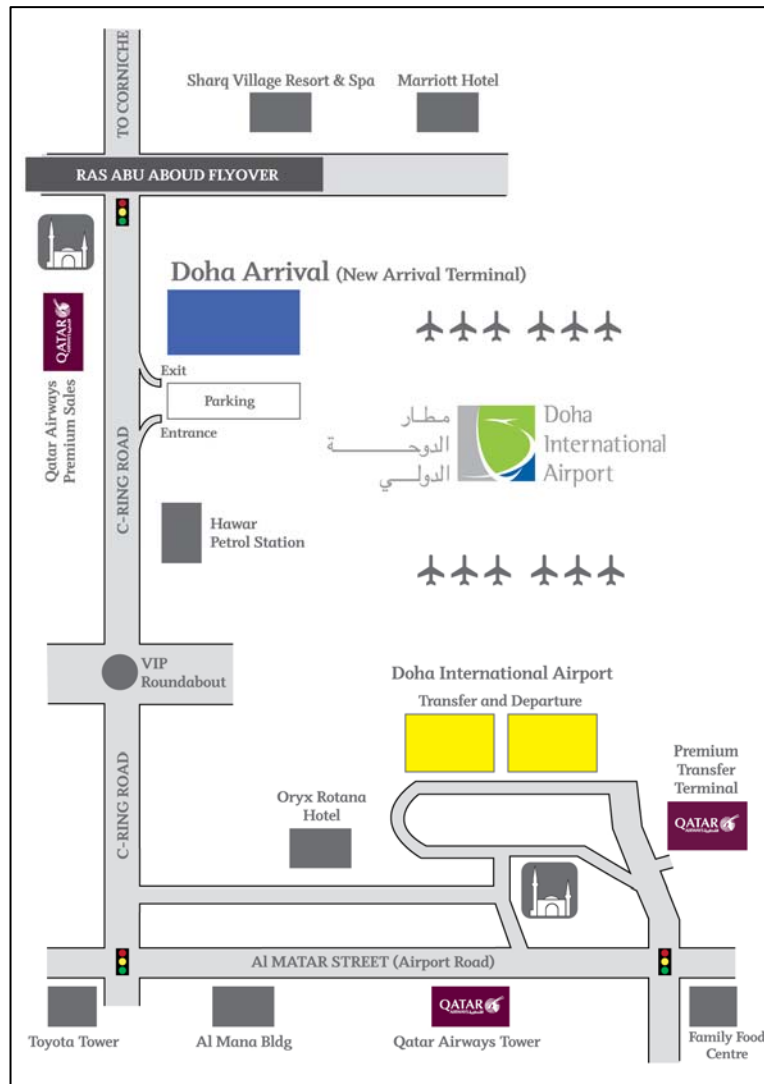 TO CORNICHE
Sharq Village Resort & Spa
Marriott Hotel
RAS ABU ABOUD FLYOVER
Doha Arrival (New Arrival Terminal)
QATAR
Qatar Airways
Premium Sales
Exit
Parking
Entrance
C-RING ROAD
مطار
الدوحـــــة
الدولـي
Doha
International
Airport
Hawar
Petrol Station
VIP
Roundabout
Doha International Airport
Transfer and Departure
Premium
Transfer
Terminal
QATAR
C-RING ROAD
Oryx Rotana
Hotel
Al MATAR STREET (Airport Road)
Toyota Tower
Al Mana Bldg
QATAR
Qatar Airways Tower
Family Food
Centre